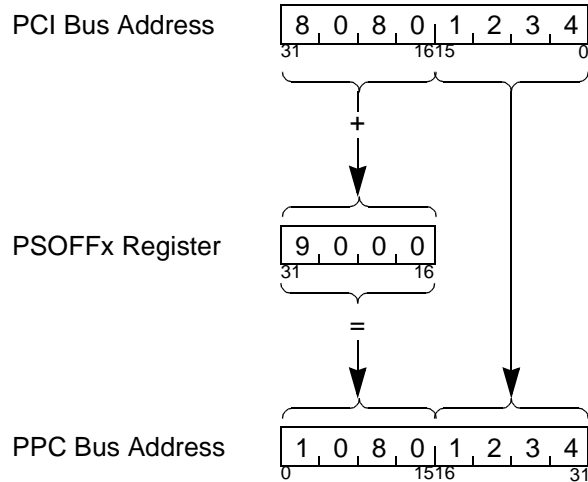 PCI Bus Address 8 0 8 0 1 2 3 4
31 16 15 0
+
PSOFFx Register 9 0 0 0
31 16
=
PPC Bus Address 1 0 8 0 1 2 3 4
0 15 16 31